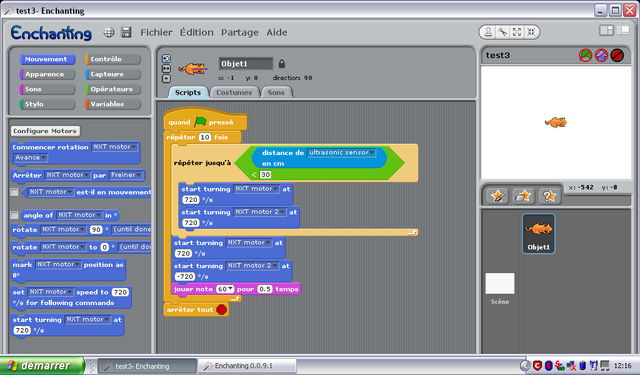 test3- Enchanting
Enchanting
Fichier Édition Partage Aide
Mouvement
Contrôle
Apparence
Capteurs
Sons
Opérateurs
Stylo
Variables
Configure Motors
Commencer rotation NXT motor
Avance
Arrêter NXT motor par Freiner
NXT motor est-il en mouvemen
angle of NXT motor in °
rotate NXT motor 90 ° (until done
rotate NXT motor to 0 ° (until done
mark NXT motor position as
0°
set NXT motor speed to 720
°/s for following commands
start turning NXT motor at
720 °/s
Objet1
x: -1 y: 0 direction: 90
Scripts Costumes Sons
quand pressé
répéter 10 fois
répéter jusqu'à
distance de ultrasonic sensor
en cm
< 30
start turning NXT motor at
720 °/s
start turning NXT motor 2 at
720 °/s
start turning NXT motor at
720 °/s
start turning NXT motor 2 at
-720 °/s
jouer note 60 pour 0.5 temps
arrêter tout
test3
x: -542 y: -8
Objet1
Scène
démarrer
test3- Enchanting
Enchanting 0.0.9.1
12:16